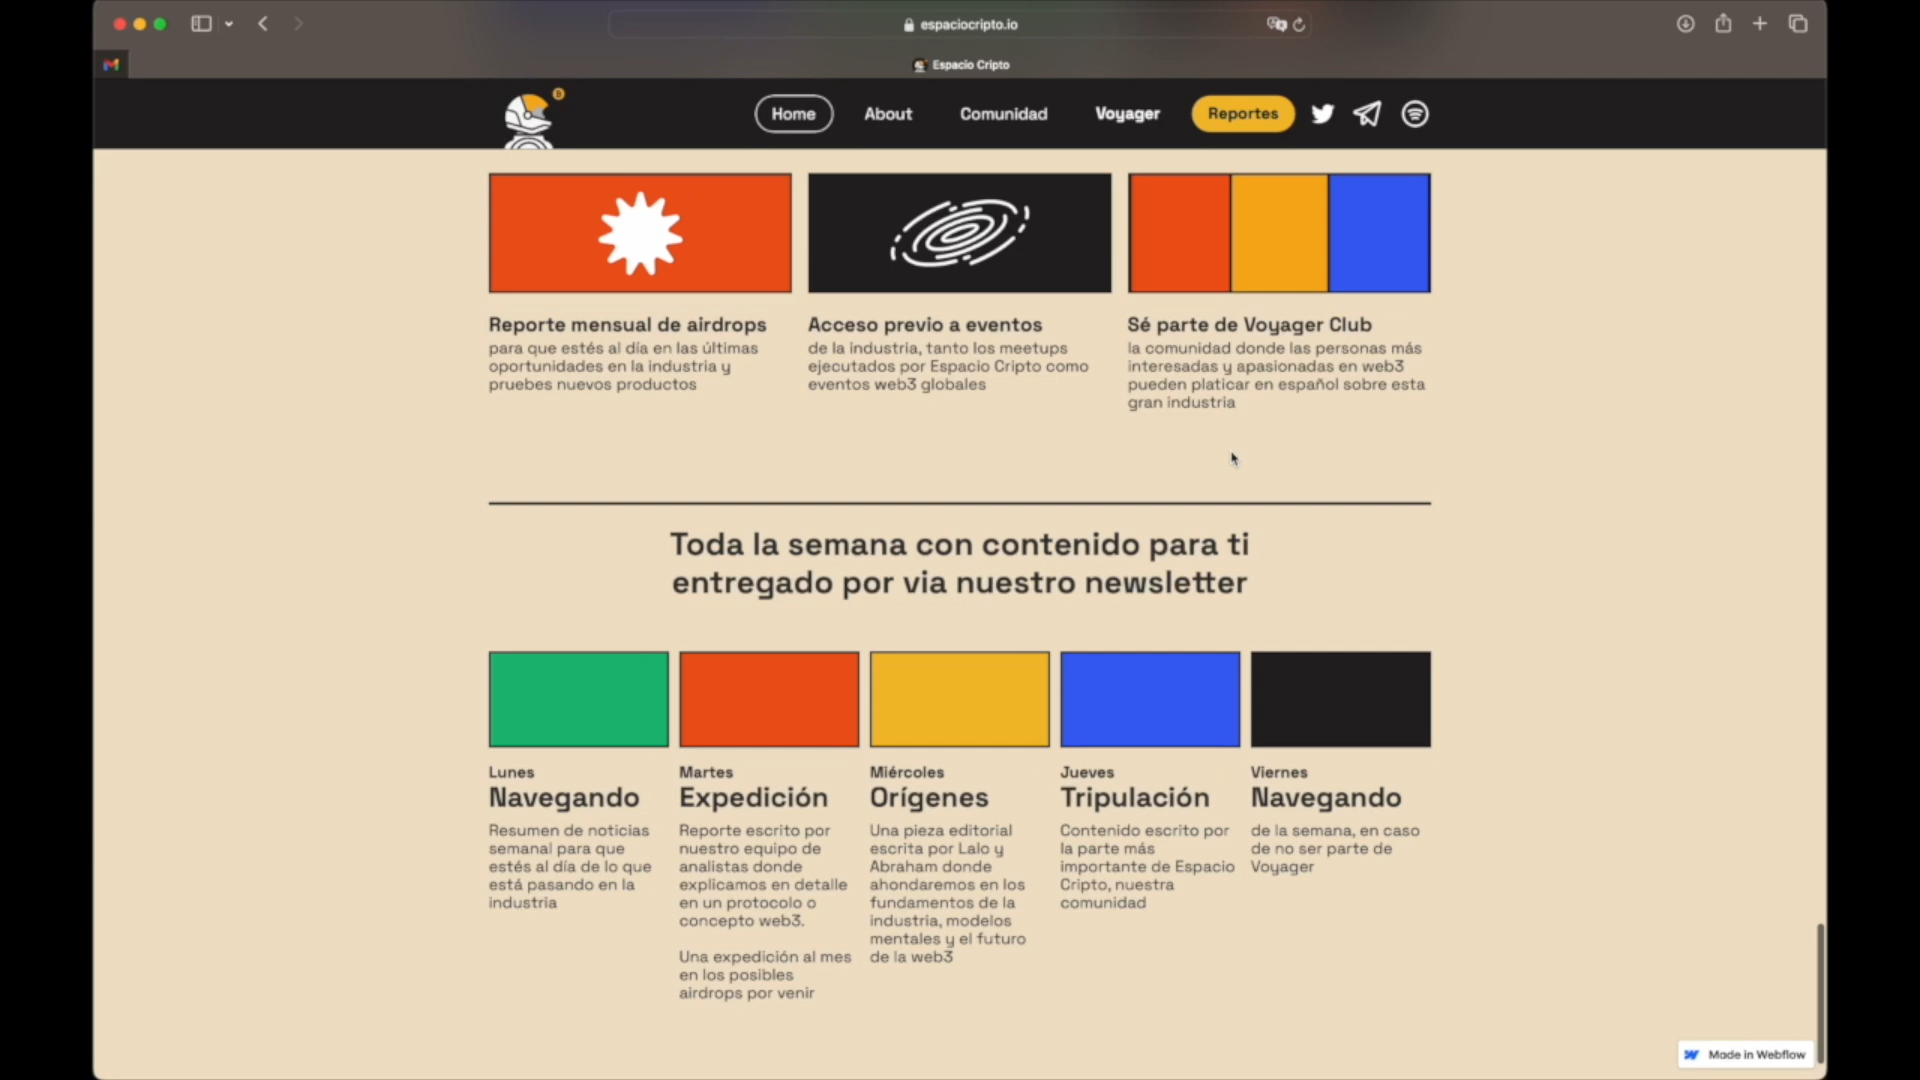 espaciocripto.io
Espacio Cripto
Home
About
Comunidad
Voyager
Reportes
Reporte mensual de airdrops
para que estés al día en las últimas
oportunidades en la industria y
pruebes nuevos productos
Acceso previo a eventos
de la industria, tanto los meetups
ejecutados por Espacio Cripto como
eventos web3 globales
Sé parte de Voyager Club
la comunidad donde las personas más
interesadas y apasionadas en web3
pueden platicar en español sobre esta
gran industria
Toda la semana con contenido para ti
entregado por via nuestro newsletter
Lunes
Navegando
Resumen de noticias
semanal para que
estés al día de lo que
está pasando en la
industria
Martes
Expedición
Reporte escrito por
nuestro equipo de
analistas donde
explicamos en detalle
en un protocolo o
concepto web3.
Una expedición al mes
en los posibles
airdrops por venir
Miércoles
Orígenes
Una pieza editorial
escrita por Lalo y
Abraham donde
ahondaremos en los
fundamentos de la
industria, modelos
mentales y el futuro
de la web3
Jueves
Tripulación
Contenido escrito por
la parte más
importante de Espacio
Cripto, nuestra
comunidad
Viernes
Navegando
de la semana, en caso
de no ser parte de
Voyager
Made in Webflow